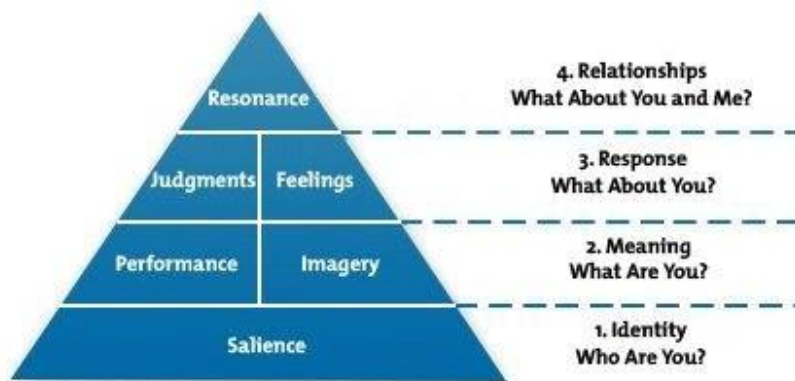 Resonance
4. Relationships
What About You and Me?
Judgments Feelings
3. Response
What About You?
Performance Imagery
2. Meaning
What Are You?
Salience
1. Identity
Who Are You?